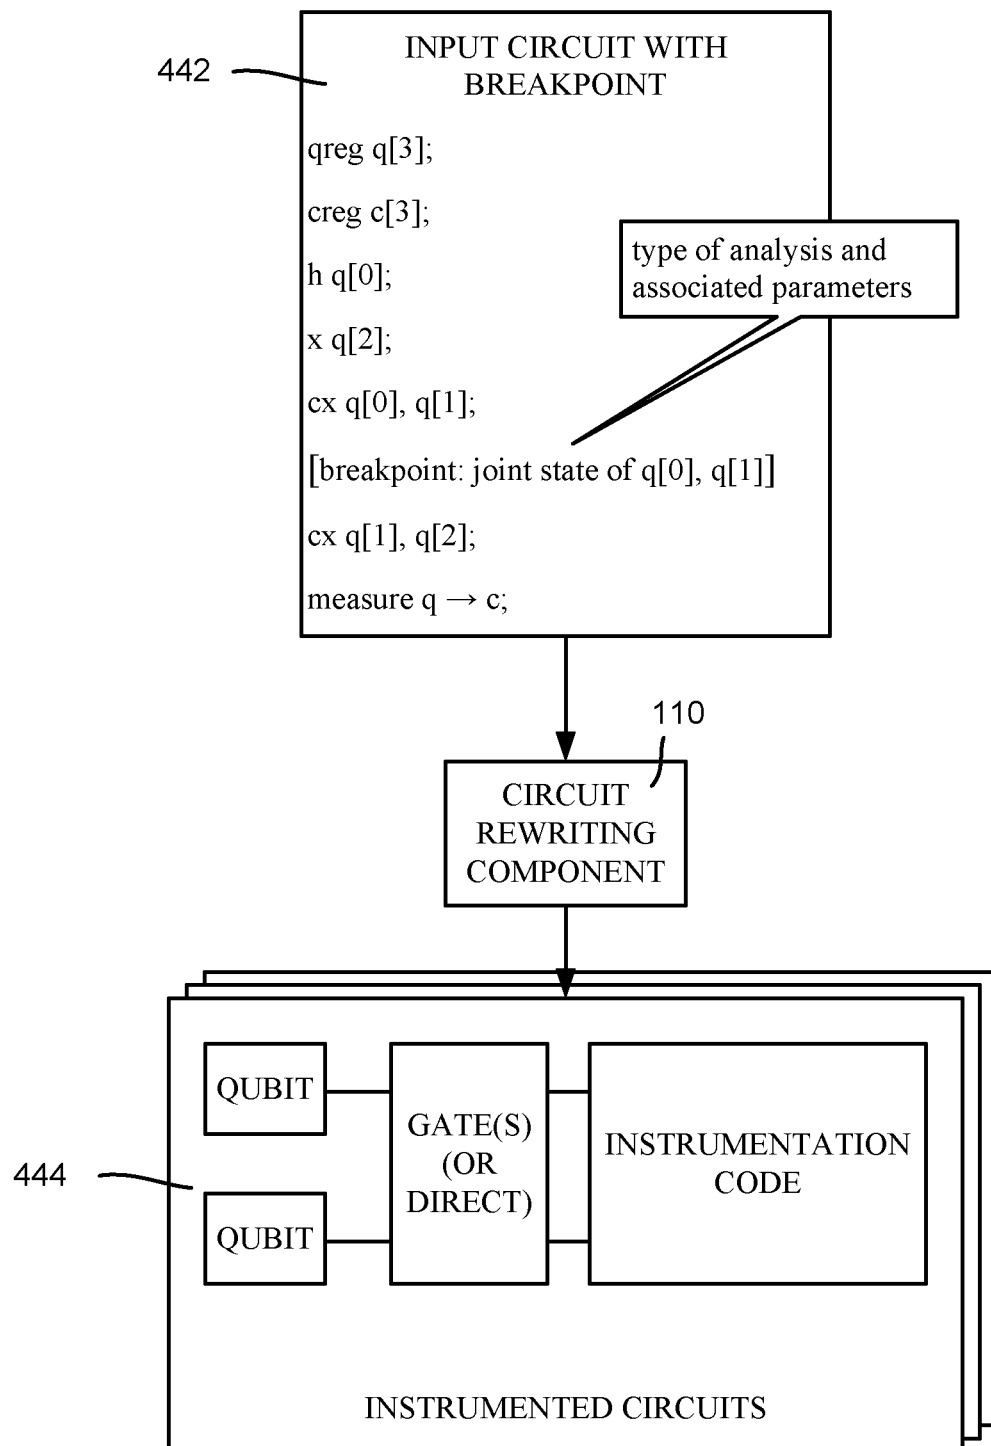 INPUT CIRCUIT WITH
BREAKPOINT
442
qreg q[3];
creg c[3];
type of analysis and
associated parameters
h q[0];
x q[2];
cx q[0], q[1];
[breakpoint: joint state of q[0], q[1]]
cx q[1], q[2];
measure q → c;
110
CIRCUIT
REWRITING
COMPONENT
QUBIT
GATE(S)
(OR
DIRECT)
INSTRUMENTATION
CODE
444
QUBIT
INSTRUMENTED CIRCUITS